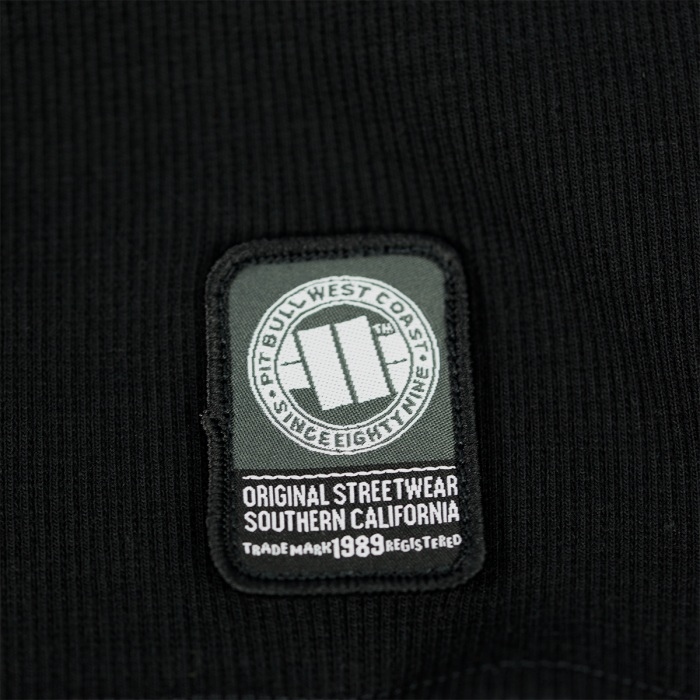 PIT BULL WEST COAST
TM
• SINCE EIGHTY NINE •
ORIGINAL STREETWEAR
SOUTHERN CALIFORNIA
TRADE MARK 1989 REGISTERED